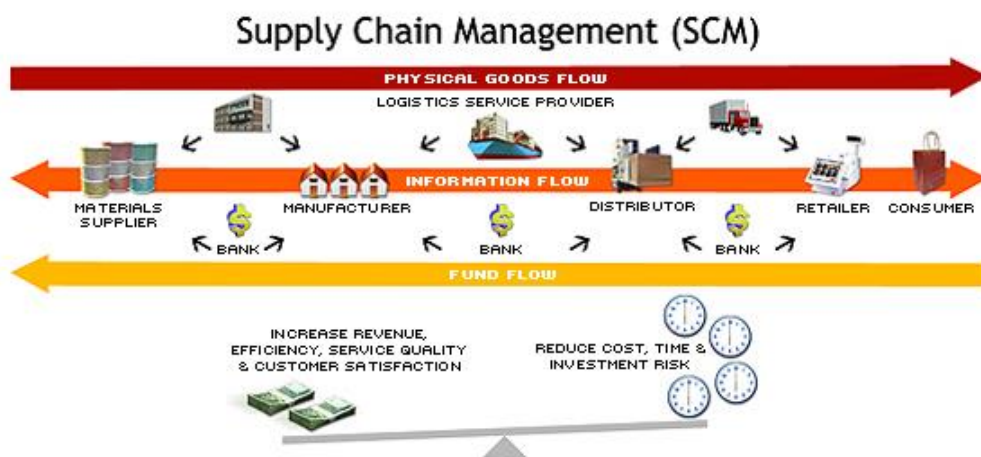 Supply Chain Management (SCM)
PHYSICAL GOODS FLOW
LOGISTICS SERVICE PROVIDER
INFORMATION FLOW
MATERIALS
SUPPLIER
MANUFACTURER
DISTRIBUTOR
RETAILER
CONSUMER
$
$
$
BANK
BANK
BANK
FUND FLOW
INCREASE REVENUE,
EFFICIENCY, SERVICE QUALITY
& CUSTOMER SATISFACTION
REDUCE COST, TIME &
INVESTMENT RISK